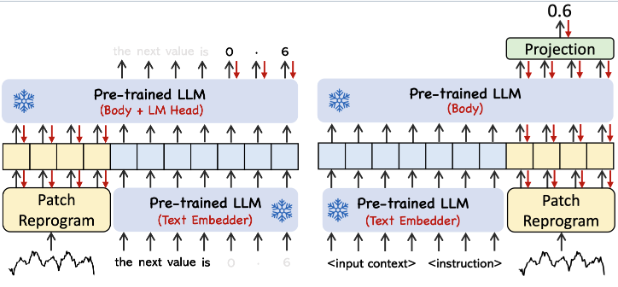 the next value is 0 . 6
Pre-trained LLM
(Body + LM Head)
Patch
Reprogram
Pre-trained LLM
(Text Embedder)
the next value is 0 . 6
0.6
Projection
Pre-trained LLM
(Body)
Pre-trained LLM
(Text Embedder)
Patch
Reprogram
<input context> <instruction>